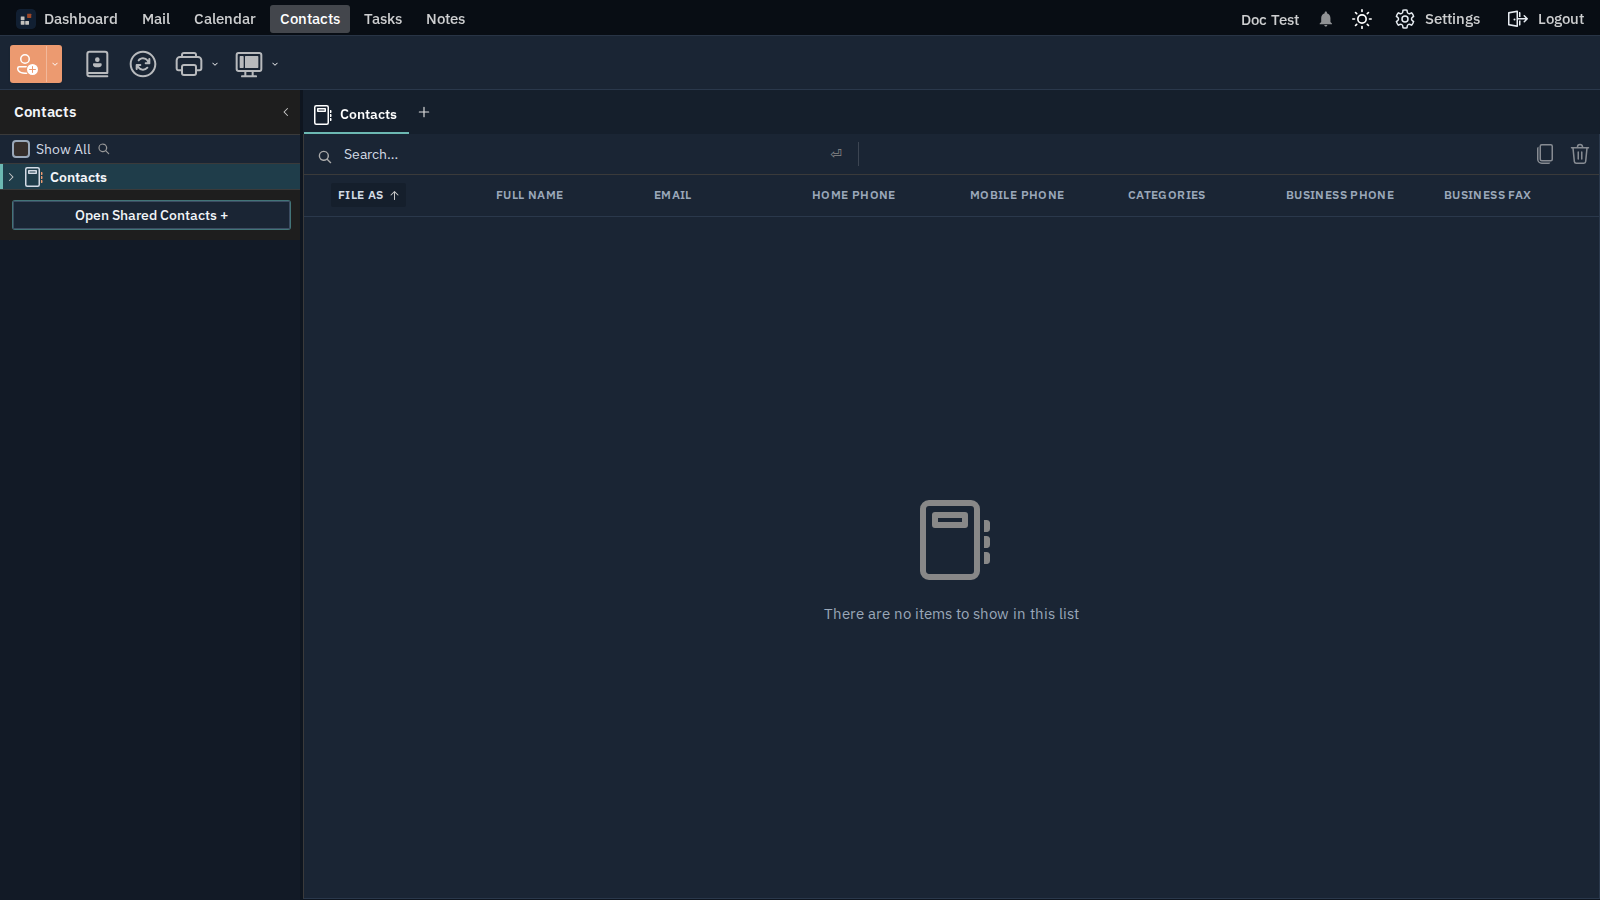 Dashboard Mail Calendar Contacts Tasks Notes Doc Test Settings Logout
Contacts
Show All
Contacts
Open Shared Contacts +
Contacts
Search...
FILE AS FULL NAME EMAIL HOME PHONE MOBILE PHONE CATEGORIES BUSINESS PHONE BUSINESS FAX
There are no items to show in this list